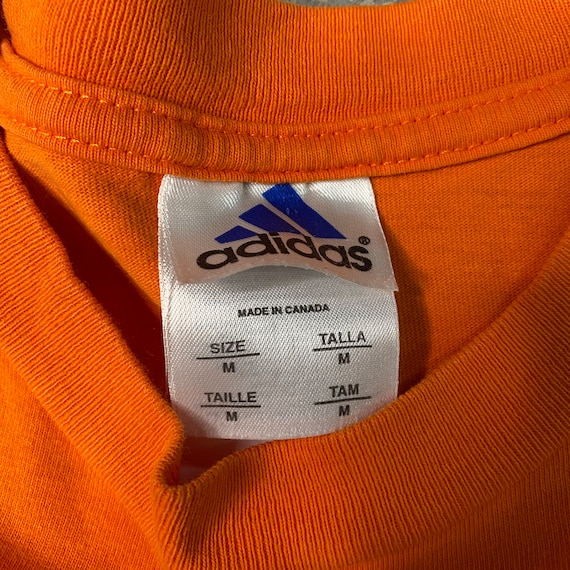 adidas®
MADE IN CANADA
SIZE TALLA
M M
TAILLE TAM
M M